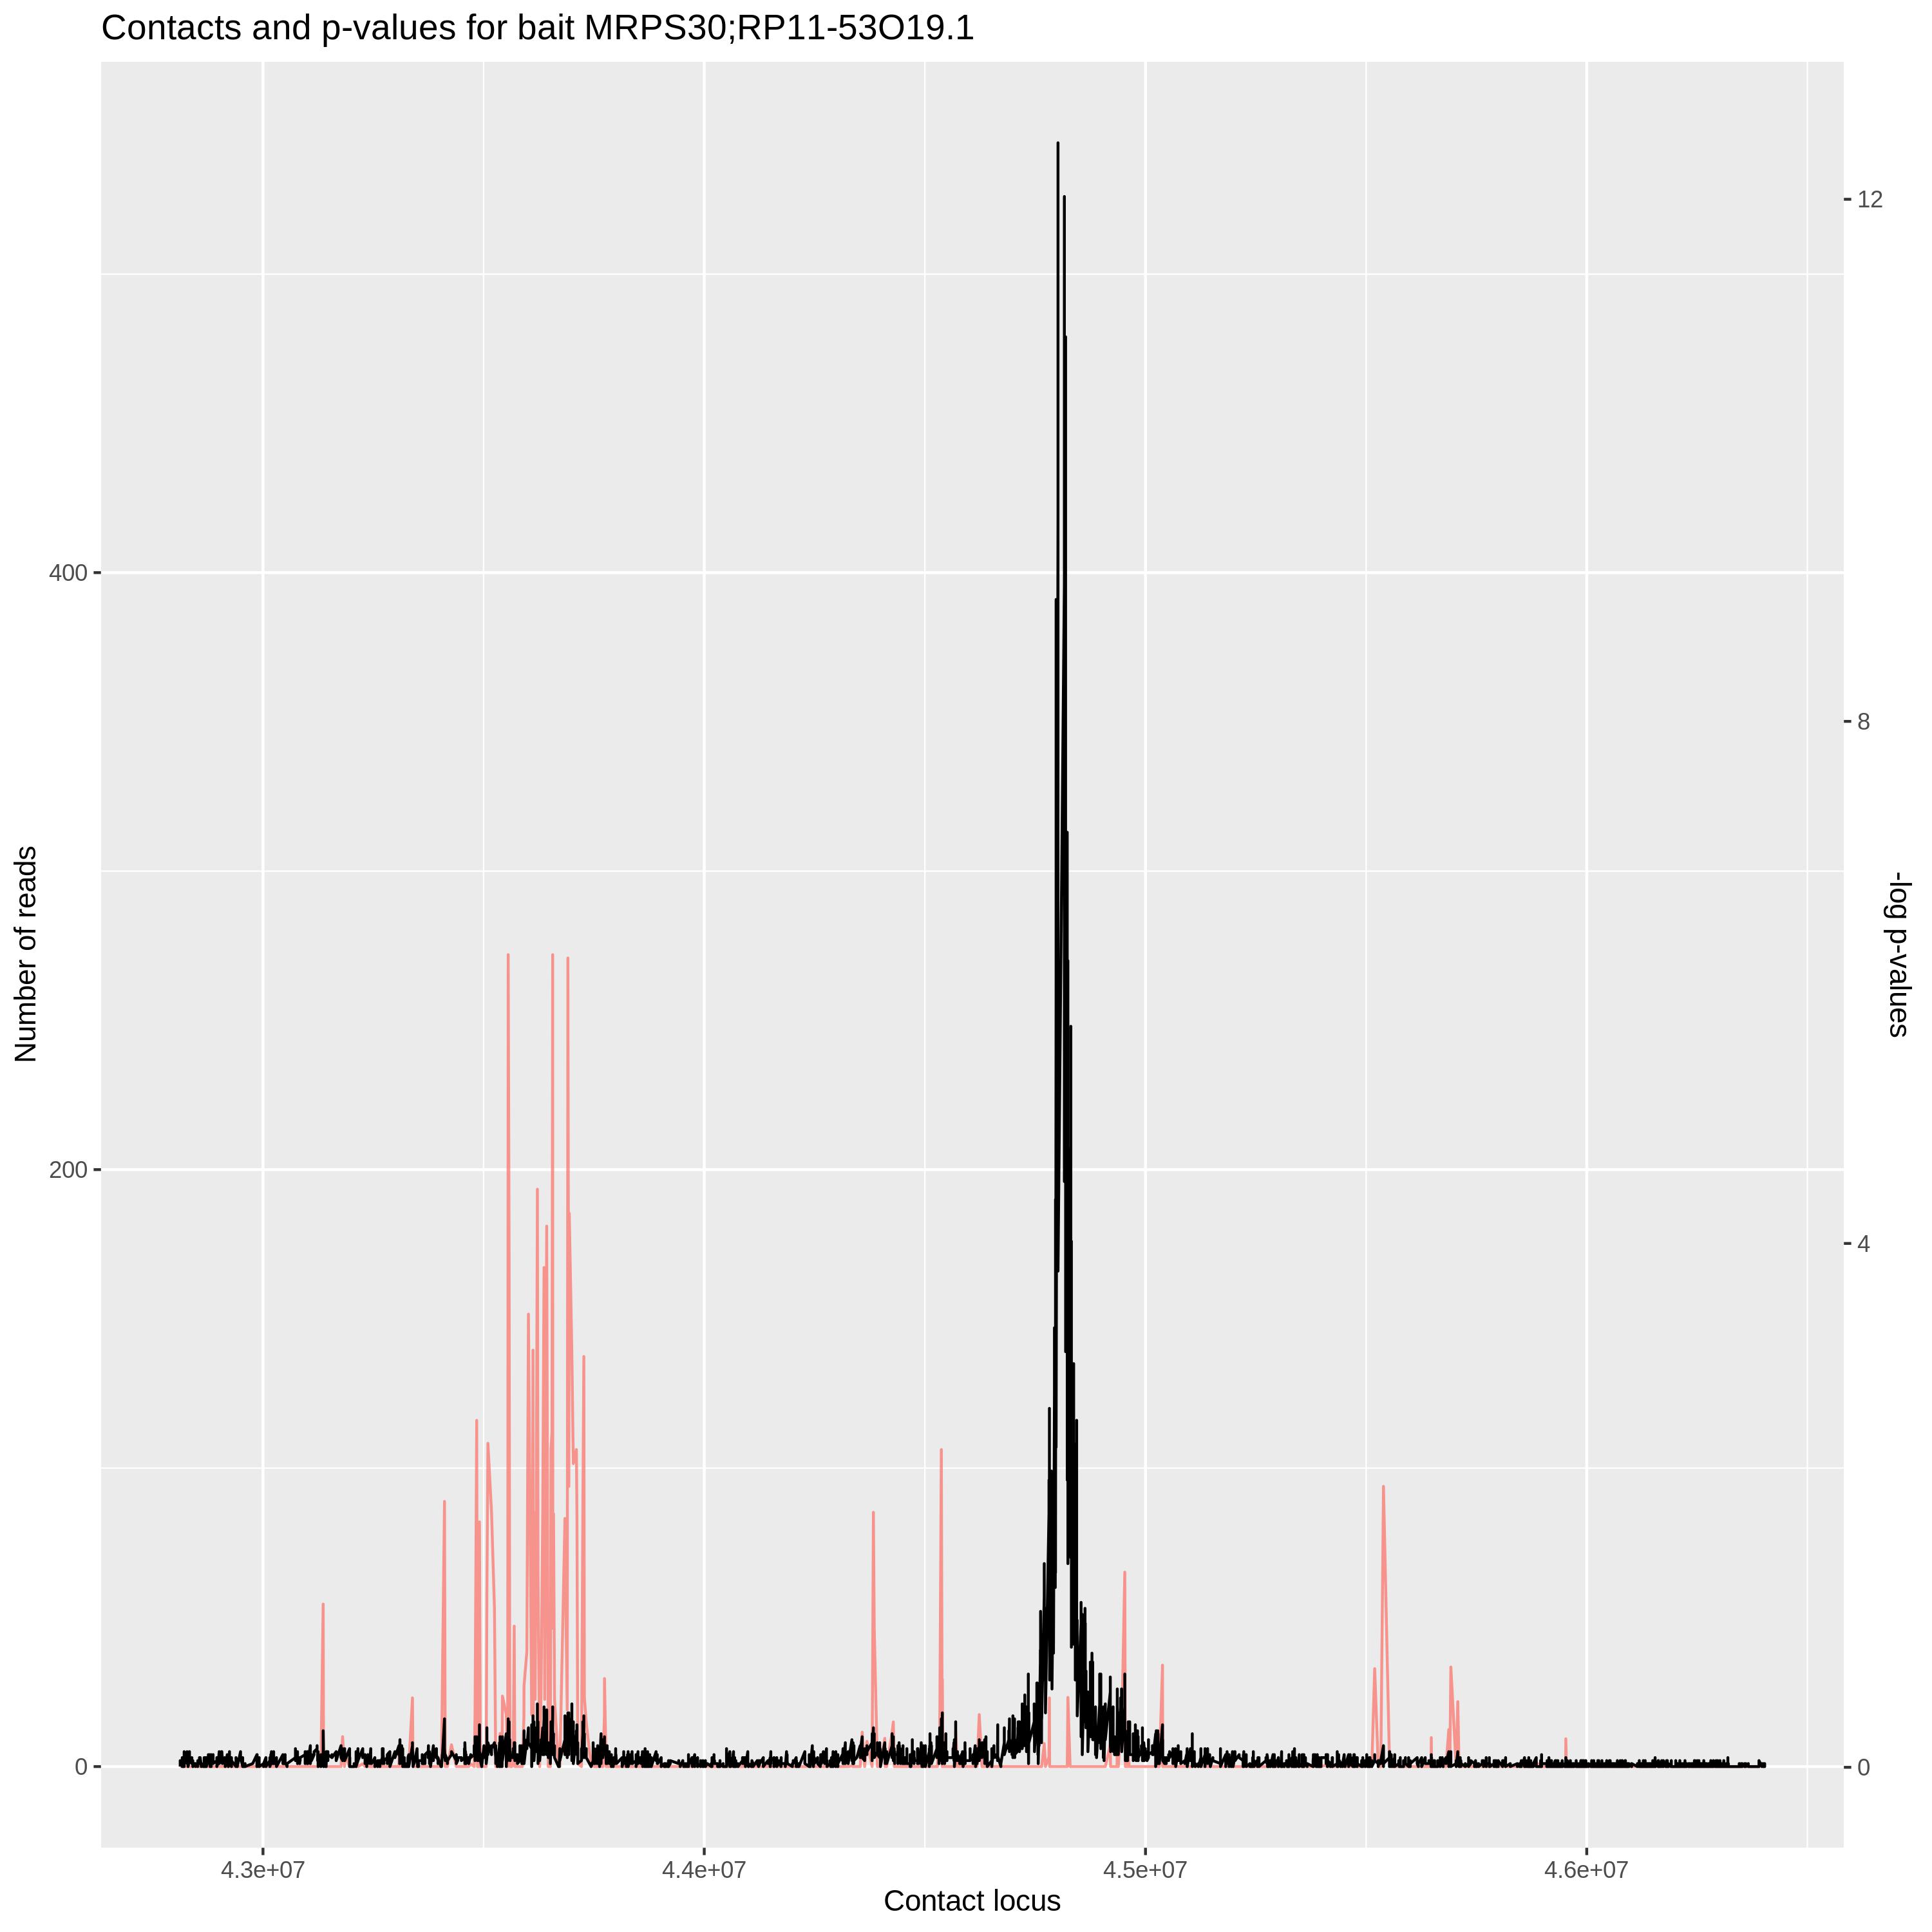 Contacts and p-values for bait MRPS30;RP11-53O19.1
12
400
8
Number of reads
-log p-values
200
4
0
0
4.3e+07
4.4e+07
4.5e+07
4.6e+07
Contact locus